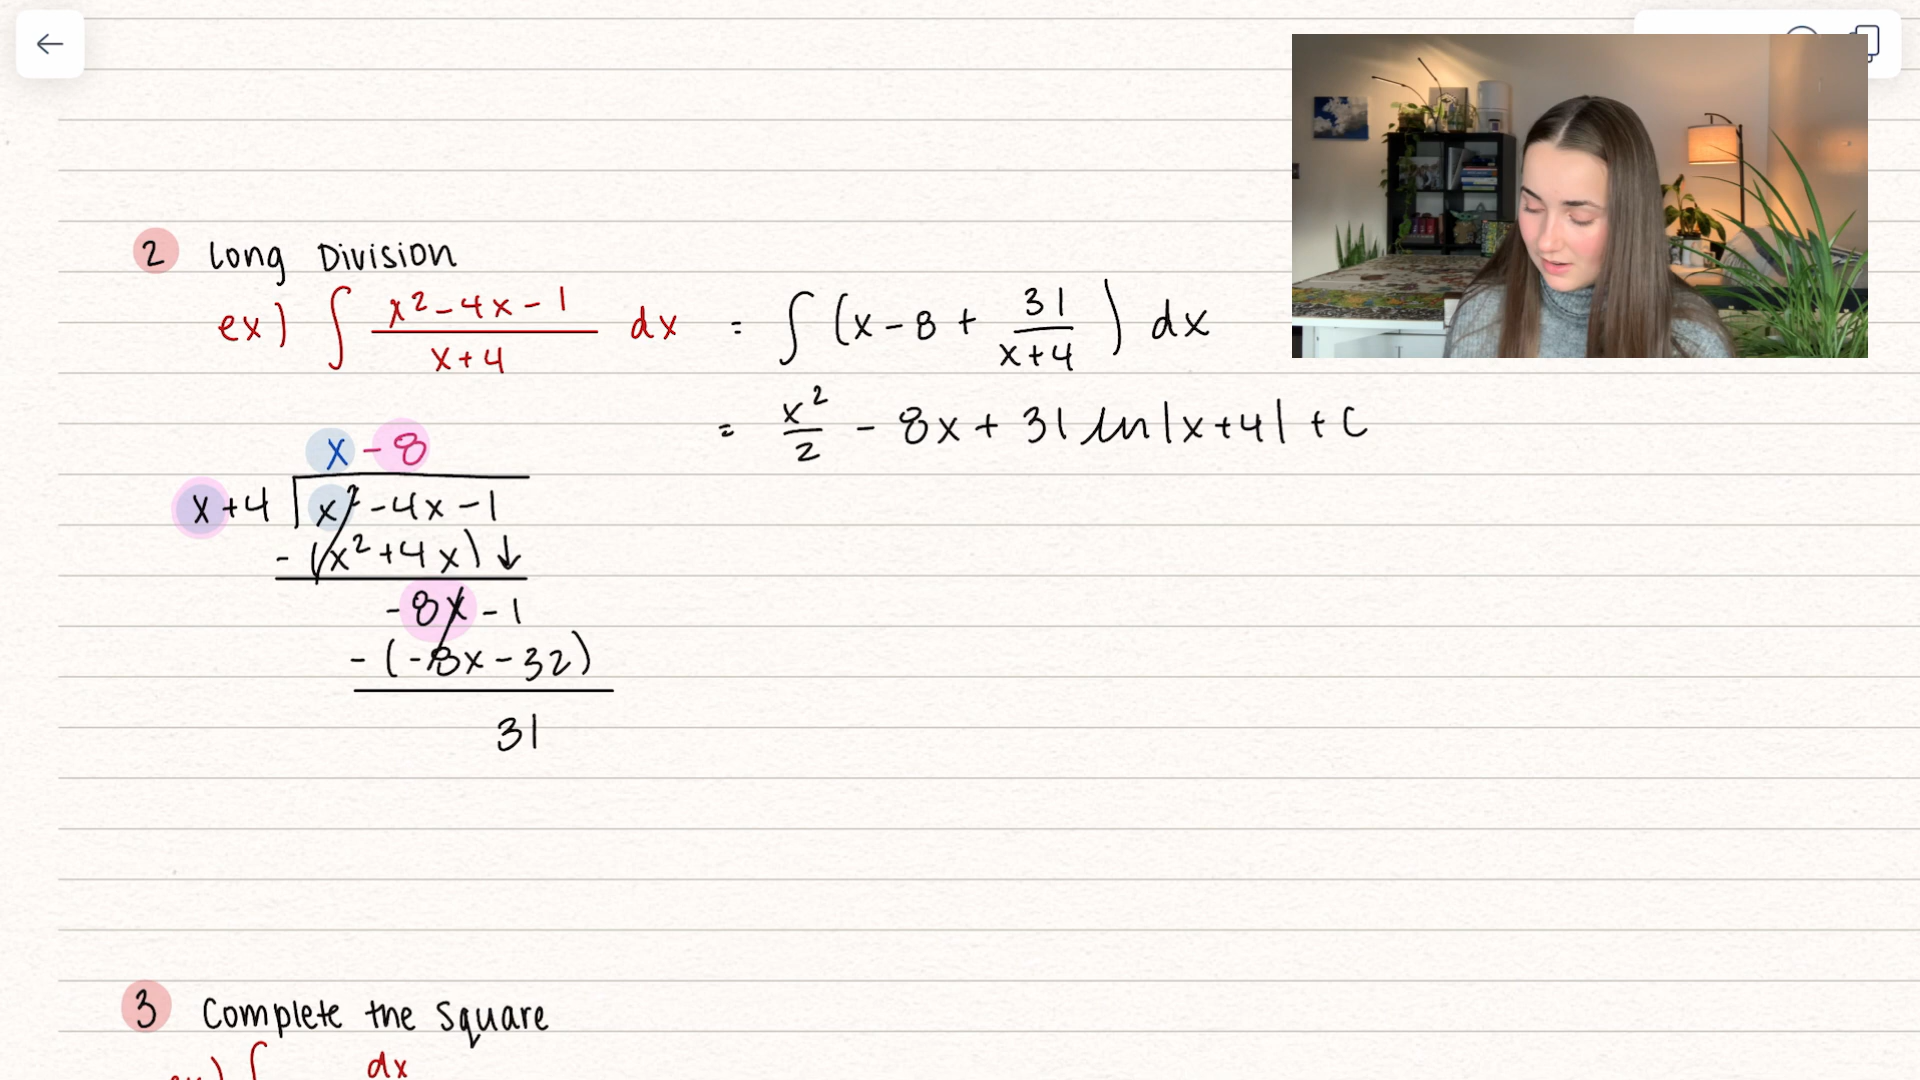 2 Long Division
ex) ∫ x²-4x-1 / x+4 dx = ∫ (x-8+ 31/x+4) dx
= x²/2 - 8x + 31 ln|x+4| + C
x-8
x+4 x²-4x-1
-(x²+4x)↓
-8x-1
-(-8x-32)
31
3 Complete the Square
ex) ∫ dx